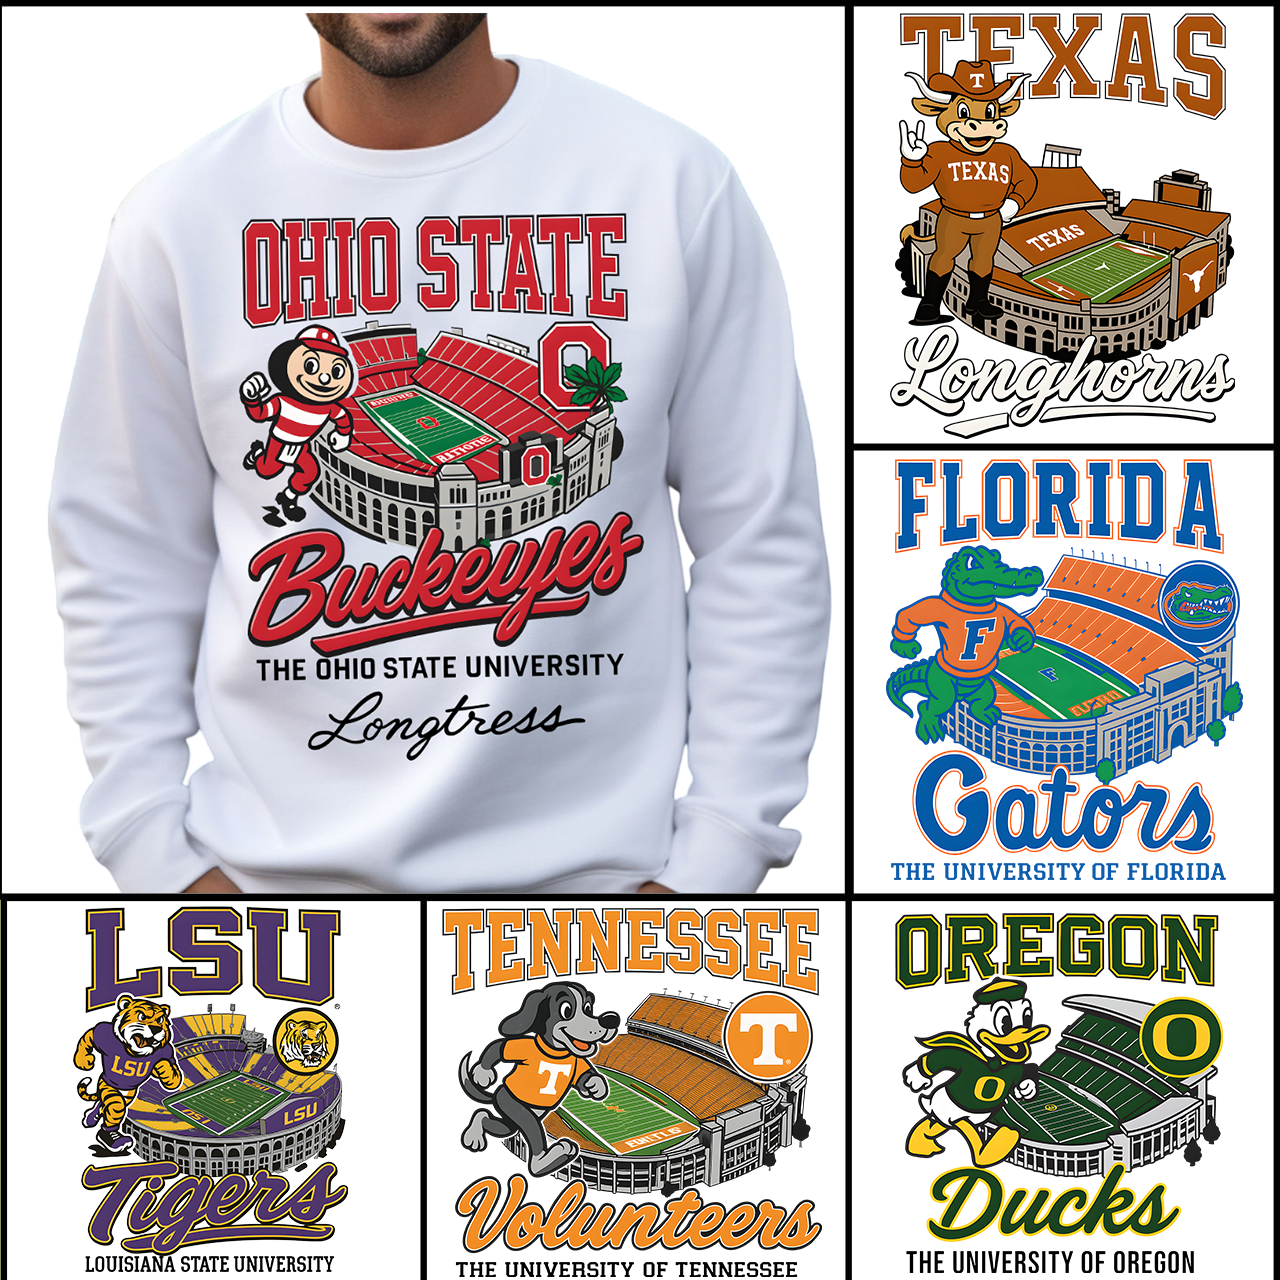 OHIO STATE
O
O
O
Buckeyes
THE OHIO STATE UNIVERSITY
Longtress
TEXAS
T
TEXAS
TEXAS
Longhorns
FLORIDA
F
F
Gators
THE UNIVERSITY OF FLORIDA
LSU
®
LSU
LSU
Tigers
LOUISIANA STATE UNIVERSITY
TENNESSEE
T
T
Volunteers
THE UNIVERSITY OF TENNESSEE
OREGON
O
O
Ducks
THE UNIVERSITY OF OREGON